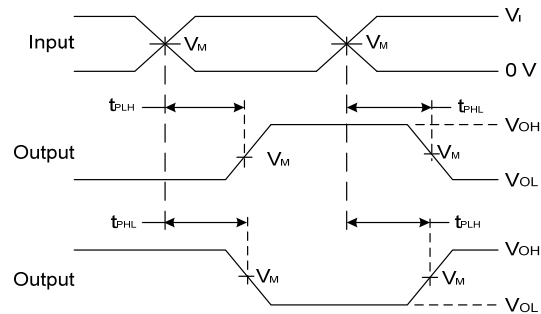 VI
Input
VM
VM
0 V
tPLH
tPHL
VOH
Output
VM
VM
VOL
tPHL
tPLH
VOH
Output
VM
VM
VOL